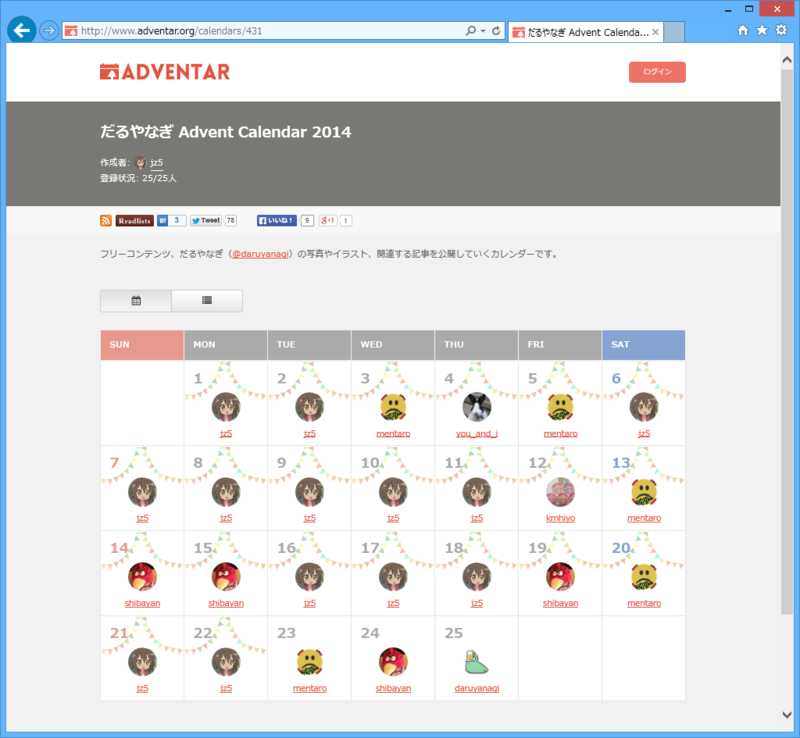 http://www.adventar.org/calendars/431
だるやなぎ Advent Calenda...
ADVENTAR
ログイン
だるやなぎ Advent Calendar 2014
作成者: jz5
登録状況: 25/25人
Readlists B! 3 Tweet 78 いいね! 9 g+1 1
フリーコンテンツ、だるやなぎ（@daruyanagi）の写真やイラスト、関連する記事を公開していくカレンダーです。
SUN MON TUE WED THU FRI SAT
1 2 3 4 5 6
jz5 jz5 mentaro you_and_i mentaro jz5
7 8 9 10 11 12 13
jz5 jz5 jz5 jz5 jz5 kmhiyo mentaro
14 15 16 17 18 19 20
shibayan shibayan jz5 jz5 jz5 shibayan mentaro
21 22 23 24 25
jz5 jz5 mentaro shibayan daruyanagi